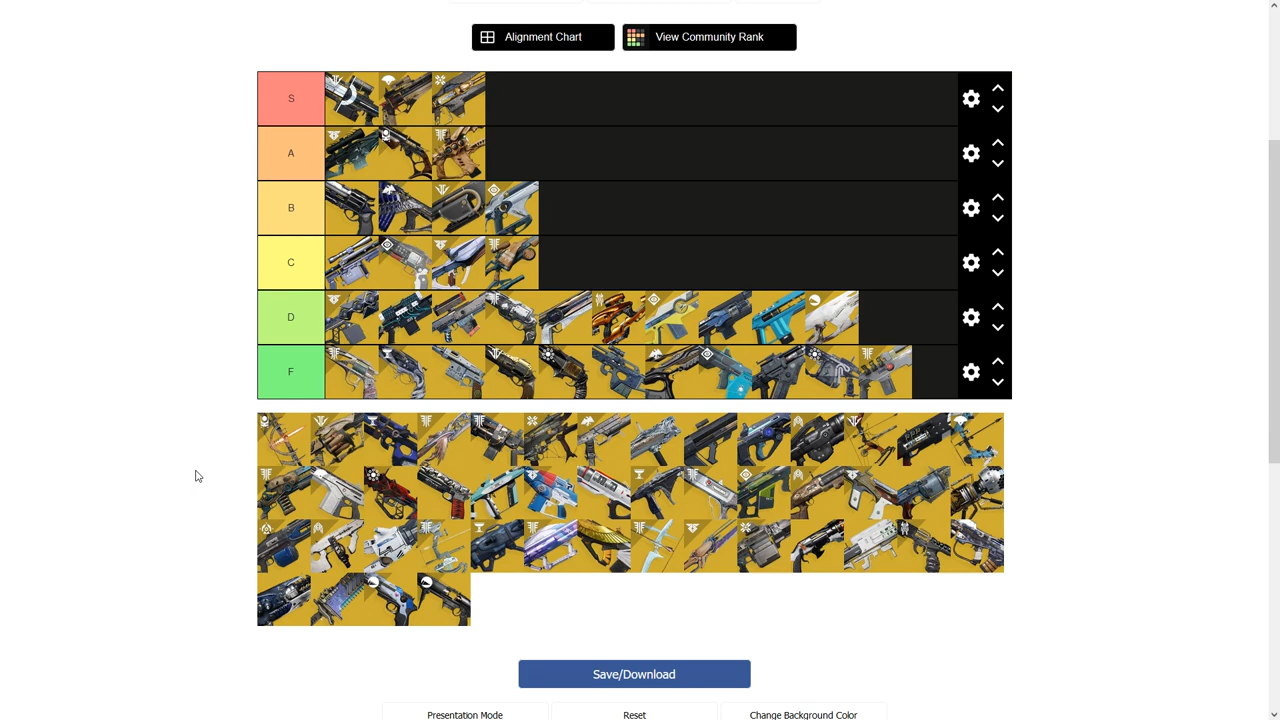 Alignment Chart
View Community Rank
S
A
B
C
D
F
Save/Download
Presentation Mode
Reset
Change Background Color